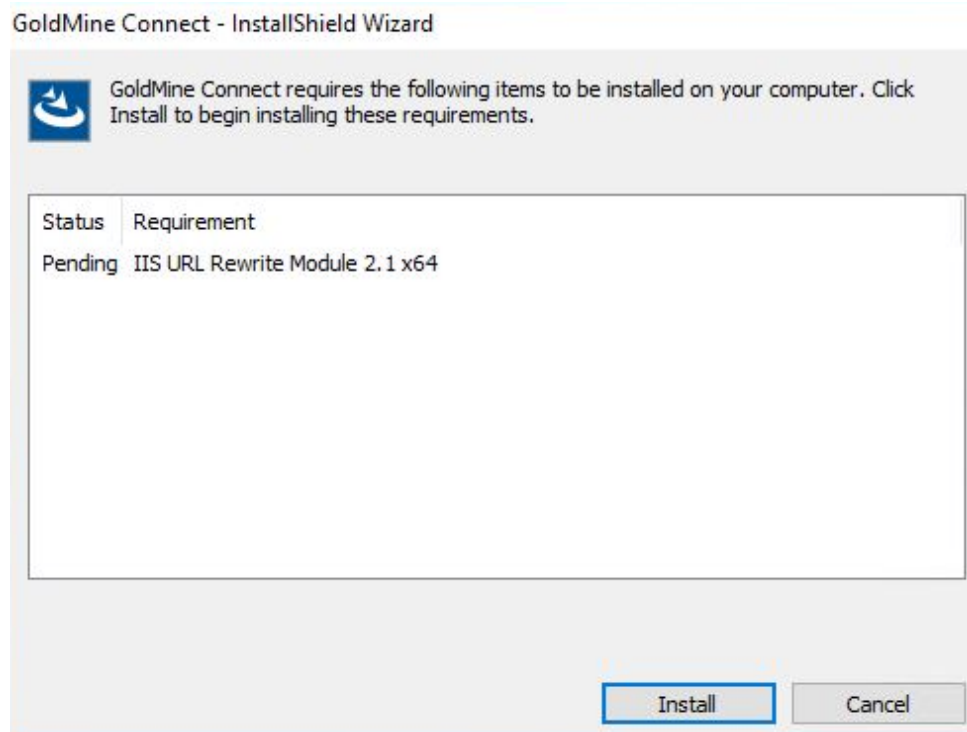 GoldMine Connect - InstallShield Wizard
GoldMine Connect requires the following items to be installed on your computer. Click
Install to begin installing these requirements.
Status Requirement
Pending IIS URL Rewrite Module 2.1 x64
Install Cancel